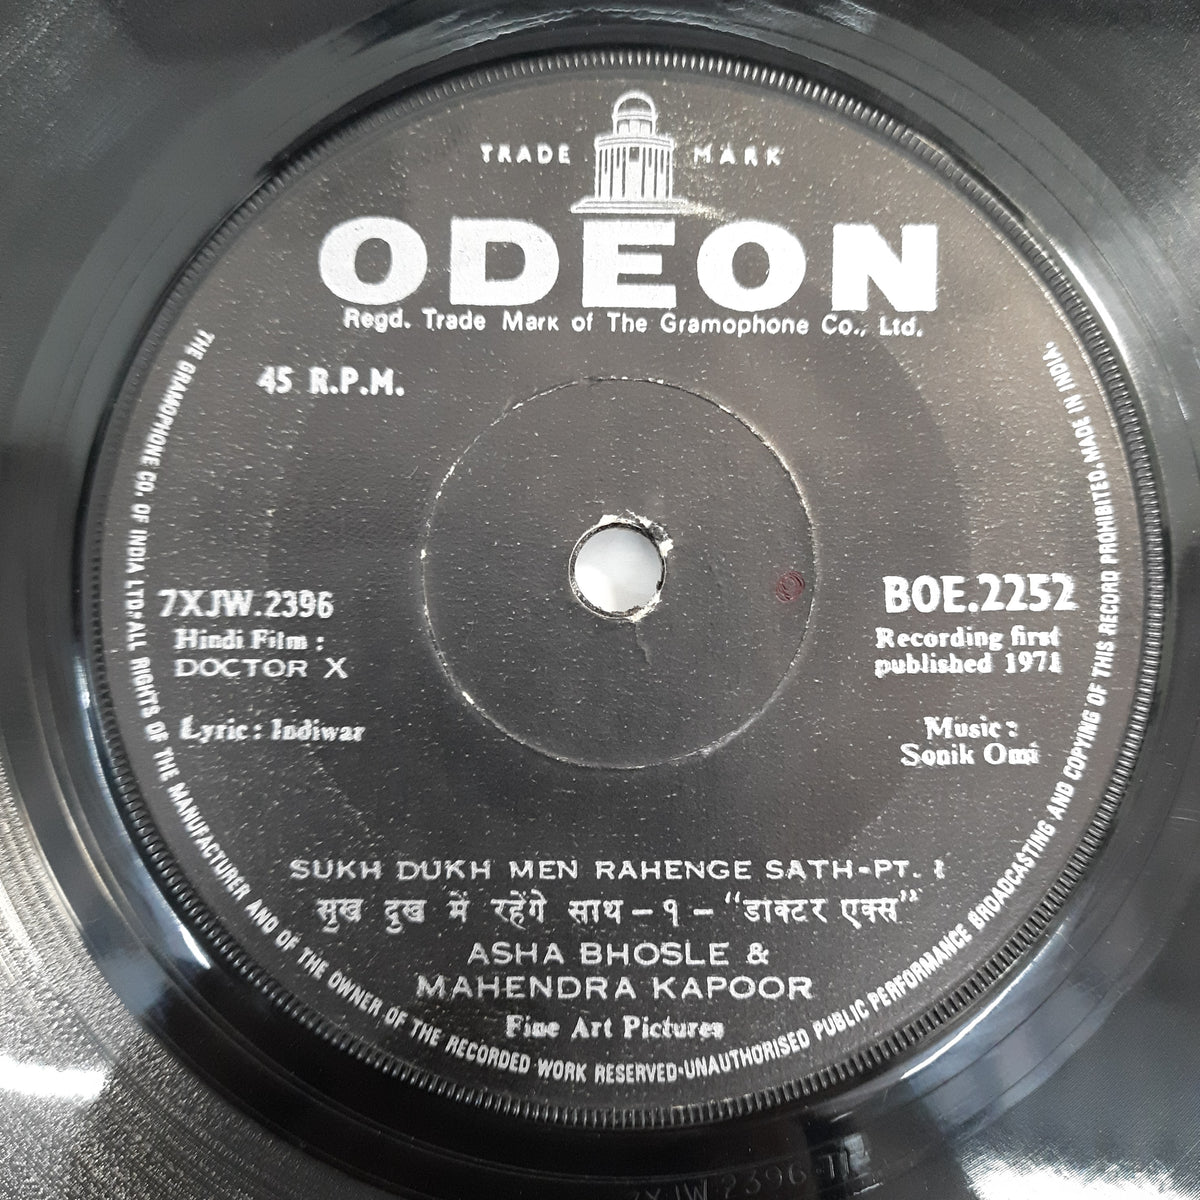 TRADE MARK
ODEON
Regd. Trade Mark of The Gramophone Co., Ltd.
45 R.P.M.
7XJW.2396
Hindi Film :
DOCTOR X
Lyric : Indiwar
BOE.2252
Recording first
published 1971
Music :
Sonik Omi
SUKH DUKH MEN RAHENGE SATH-PT. 1
सुख दुख में रहेंगे साथ - १ - "डाक्टर एक्स"
ASHA BHOSLE &
MAHENDRA KAPOOR
Fine Art Pictures
THE GRAMOPHONE CO. OF INDIA LTD. ALL RIGHTS OF THE MANUFACTURER AND OF THE OWNER OF THE RECORDED WORK RESERVED·UNAUTHORISED PUBLIC PERFORMANCE BROADCASTING AND COPYING OF THIS RECORD PROHIBITED. MADE IN INDIA.
7XJW 2396